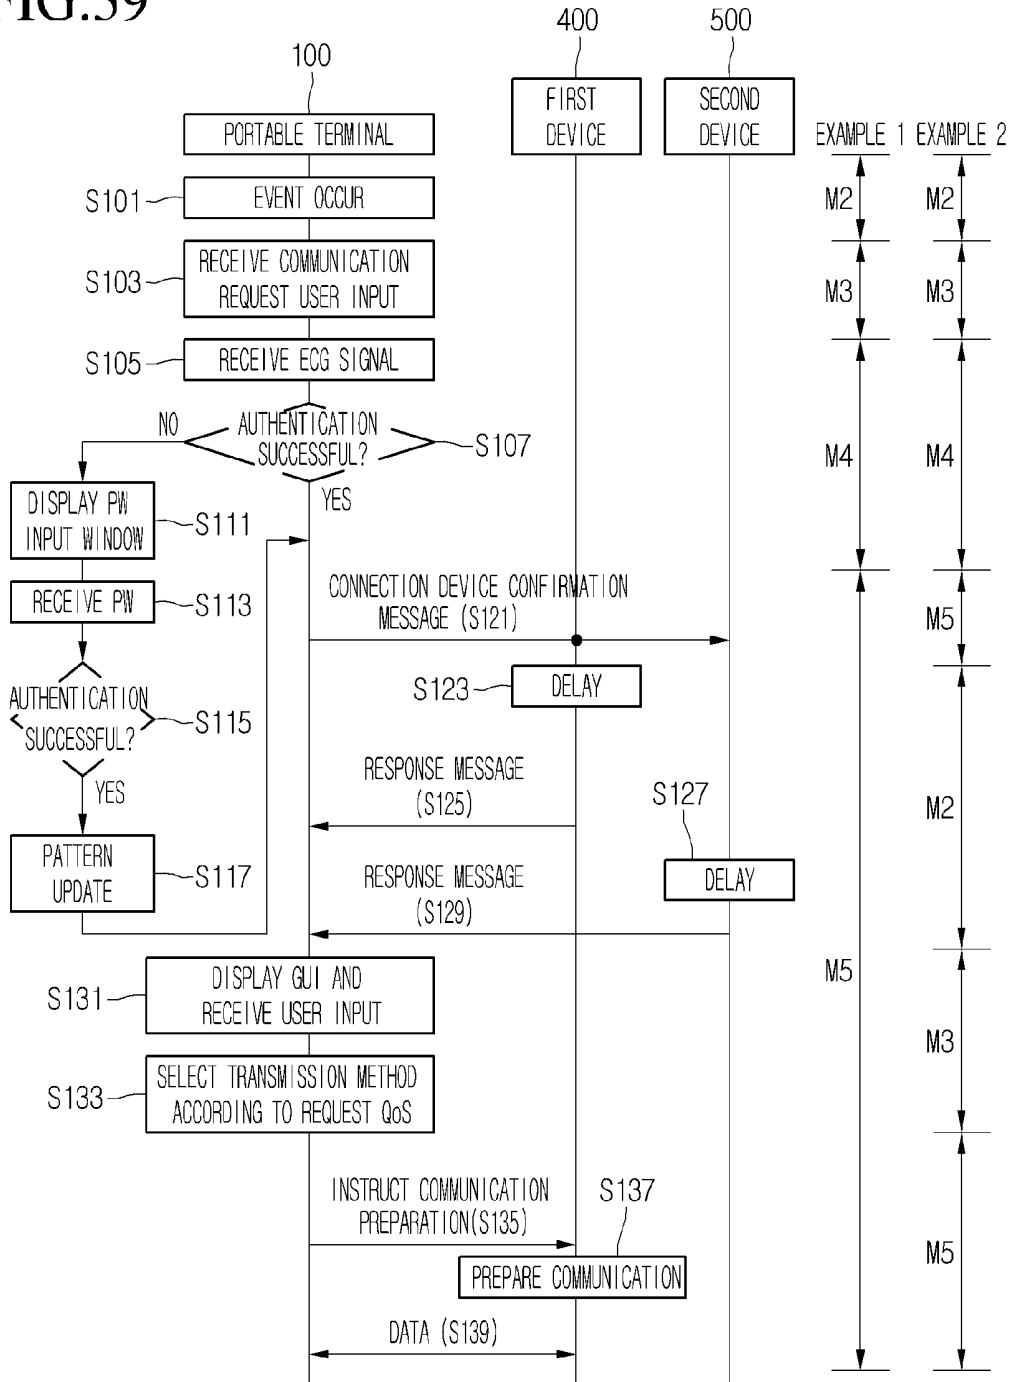 FIG.59
400
500
100
FIRST
DEVICE
SECOND
DEVICE
PORTABLE TERMINAL
EXAMPLE 1 EXAMPLE 2
S101
EVENT OCCUR
M2
M2
S103
RECEIVE COMMUNICATION
REQUEST USER INPUT
M3
M3
S105
RECEIVE ECG SIGNAL
NO
AUTHENTICATION
SUCCESSFUL?
S107
M4
M4
YES
DISPLAY PW
INPUT WINDOW
S111
CONNECTION DEVICE CONFIRMATION
MESSAGE (S121)
RECEIVE PW
S113
M5
S123
DELAY
AUTHENTICATION
SUCCESSFUL?
S115
YES
RESPONSE MESSAGE
(S125)
S127
M2
PATTERN
UPDATE
S117
RESPONSE MESSAGE
(S129)
DELAY
S131
DISPLAY GUI AND
RECEIVE USER INPUT
M5
M3
S133
SELECT TRANSMISSION METHOD
ACCORDING TO REQUEST QoS
INSTRUCT COMMUNICATION
PREPARATION(S135)
S137
M5
PREPARE COMMUNICATION
DATA (S139)